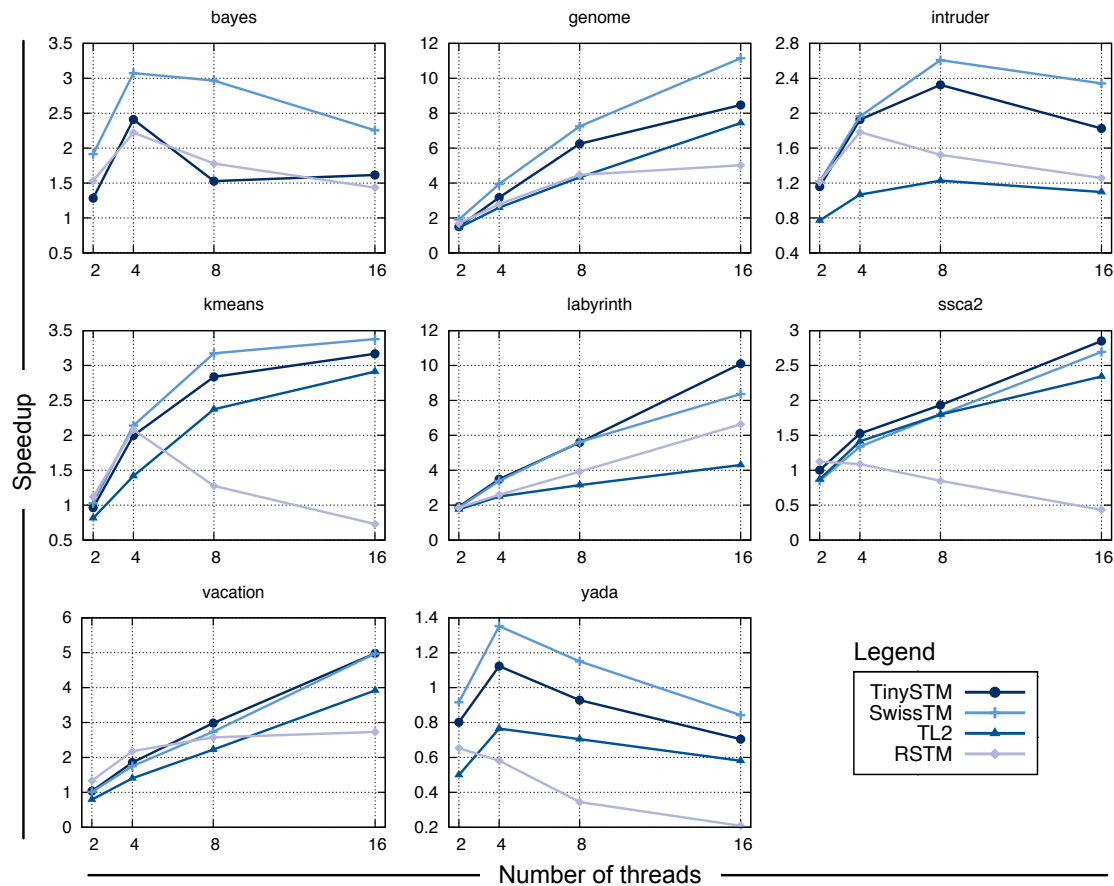 bayes
3.5
3
2.5
2
1.5
1
0.5
2 4 8 16
genome
12
10
8
6
4
2
0
2 4 8 16
intruder
2.8
2.4
2
1.6
1.2
0.8
0.4
2 4 8 16
kmeans
3.5
3
2.5
2
1.5
1
0.5
2 4 8 16
labyrinth
12
10
8
6
4
2
0
2 4 8 16
ssca2
3
2.5
2
1.5
1
0.5
0
2 4 8 16
vacation
6
5
4
3
2
1
0
2 4 8 16
yada
1.4
1.2
1
0.8
0.6
0.4
0.2
2 4 8 16
Legend
TinySTM
SwissTM
TL2
RSTM
Speedup
Number of threads